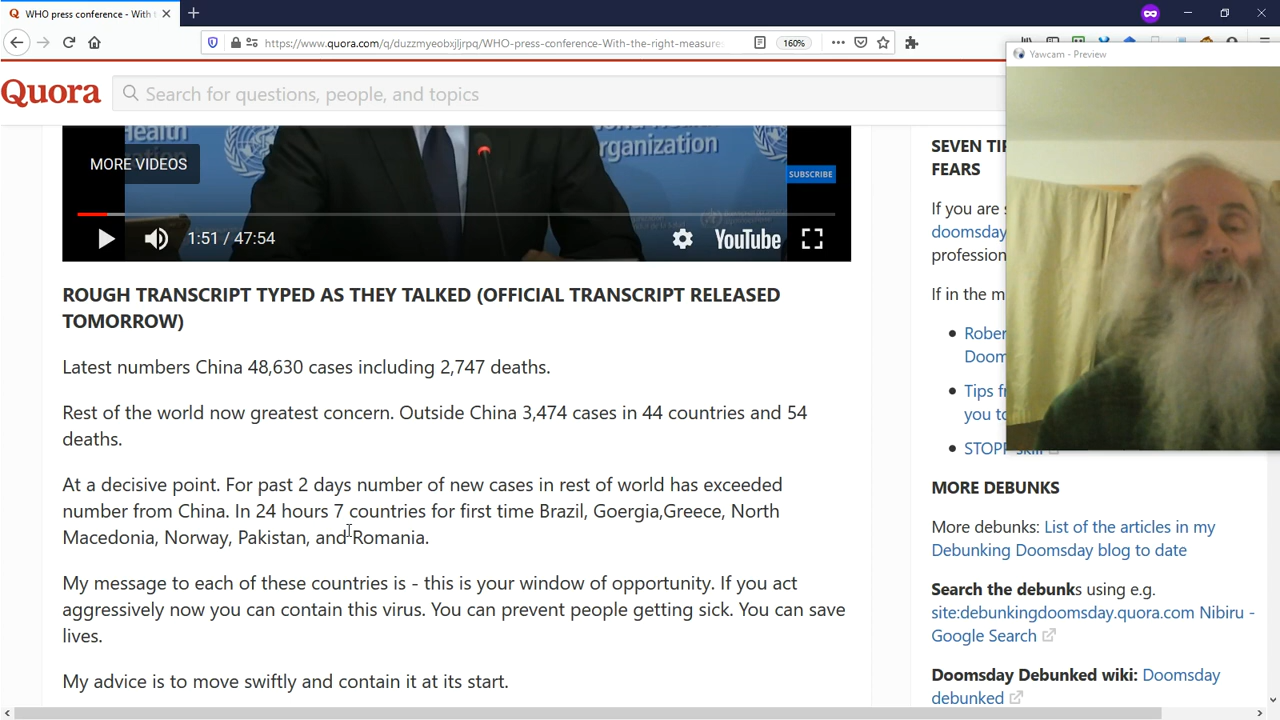 WHO press conference - With t
https://www.quora.com/q/duzzmyeobxjjrpq/WHO-press-conference-With-the-right-measure
160%
Yawcam - Preview
Quora
Search for questions, people, and topics
Health
Organization
MORE VIDEOS
SUBSCRIBE
1:51 / 47:54
YouTube
ROUGH TRANSCRIPT TYPED AS THEY TALKED (OFFICIAL TRANSCRIPT RELEASED
TOMORROW)
Latest numbers China 48,630 cases including 2,747 deaths.
Rest of the world now greatest concern. Outside China 3,474 cases in 44 countries and 54
deaths.
At a decisive point. For past 2 days number of new cases in rest of world has exceeded
number from China. In 24 hours 7 countries for first time Brazil, Goergia,Greece, North
Macedonia, Norway, Pakistan, and Romania.
My message to each of these countries is - this is your window of opportunity. If you act
aggressively now you can contain this virus. You can prevent people getting sick. You can save
lives.
My advice is to move swiftly and contain it at its start.
SEVEN TI
FEARS
If you are
doomsday
profession
If in the m
Rober
Doom
Tips f
you to
STOPP skill
MORE DEBUNKS
More debunks: List of the articles in my
Debunking Doomsday blog to date
Search the debunks using e.g.
site:debunkingdoomsday.quora.com Nibiru -
Google Search
Doomsday Debunked wiki: Doomsday
debunked